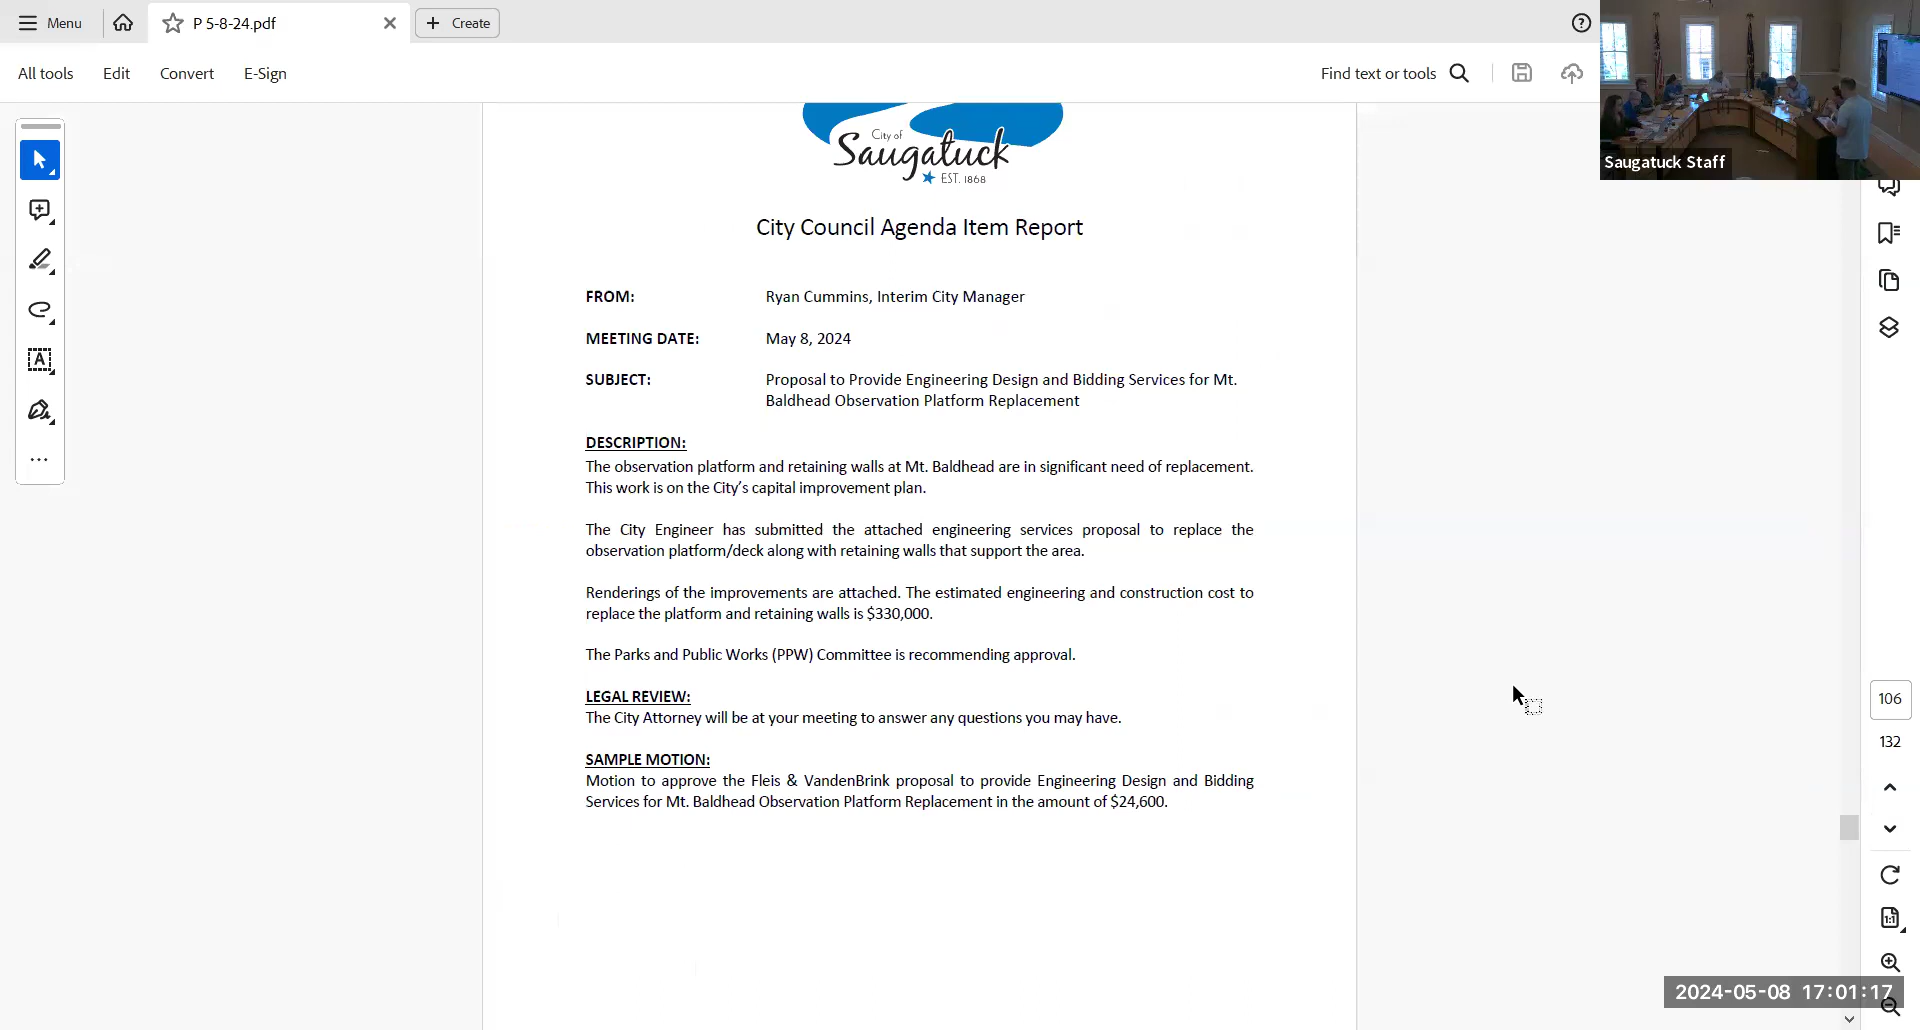 Menu
P 5-8-24.pdf
Create
All tools
Edit
Convert
E-Sign
Find text or tools
Saugatuck Staff
City of
Saugatuck
EST. 1868
City Council Agenda Item Report
FROM: Ryan Cummins, Interim City Manager
MEETING DATE: May 8, 2024
SUBJECT: Proposal to Provide Engineering Design and Bidding Services for Mt.
Baldhead Observation Platform Replacement
DESCRIPTION:
The observation platform and retaining walls at Mt. Baldhead are in significant need of replacement.
This work is on the City's capital improvement plan.
The City Engineer has submitted the attached engineering services proposal to replace the
observation platform/deck along with retaining walls that support the area.
Renderings of the improvements are attached. The estimated engineering and construction cost to
replace the platform and retaining walls is $330,000.
The Parks and Public Works (PPW) Committee is recommending approval.
LEGAL REVIEW:
The City Attorney will be at your meeting to answer any questions you may have.
SAMPLE MOTION:
Motion to approve the Fleis & VandenBrink proposal to provide Engineering Design and Bidding
Services for Mt. Baldhead Observation Platform Replacement in the amount of $24,600.
106
132
2024-05-08 17:01:17